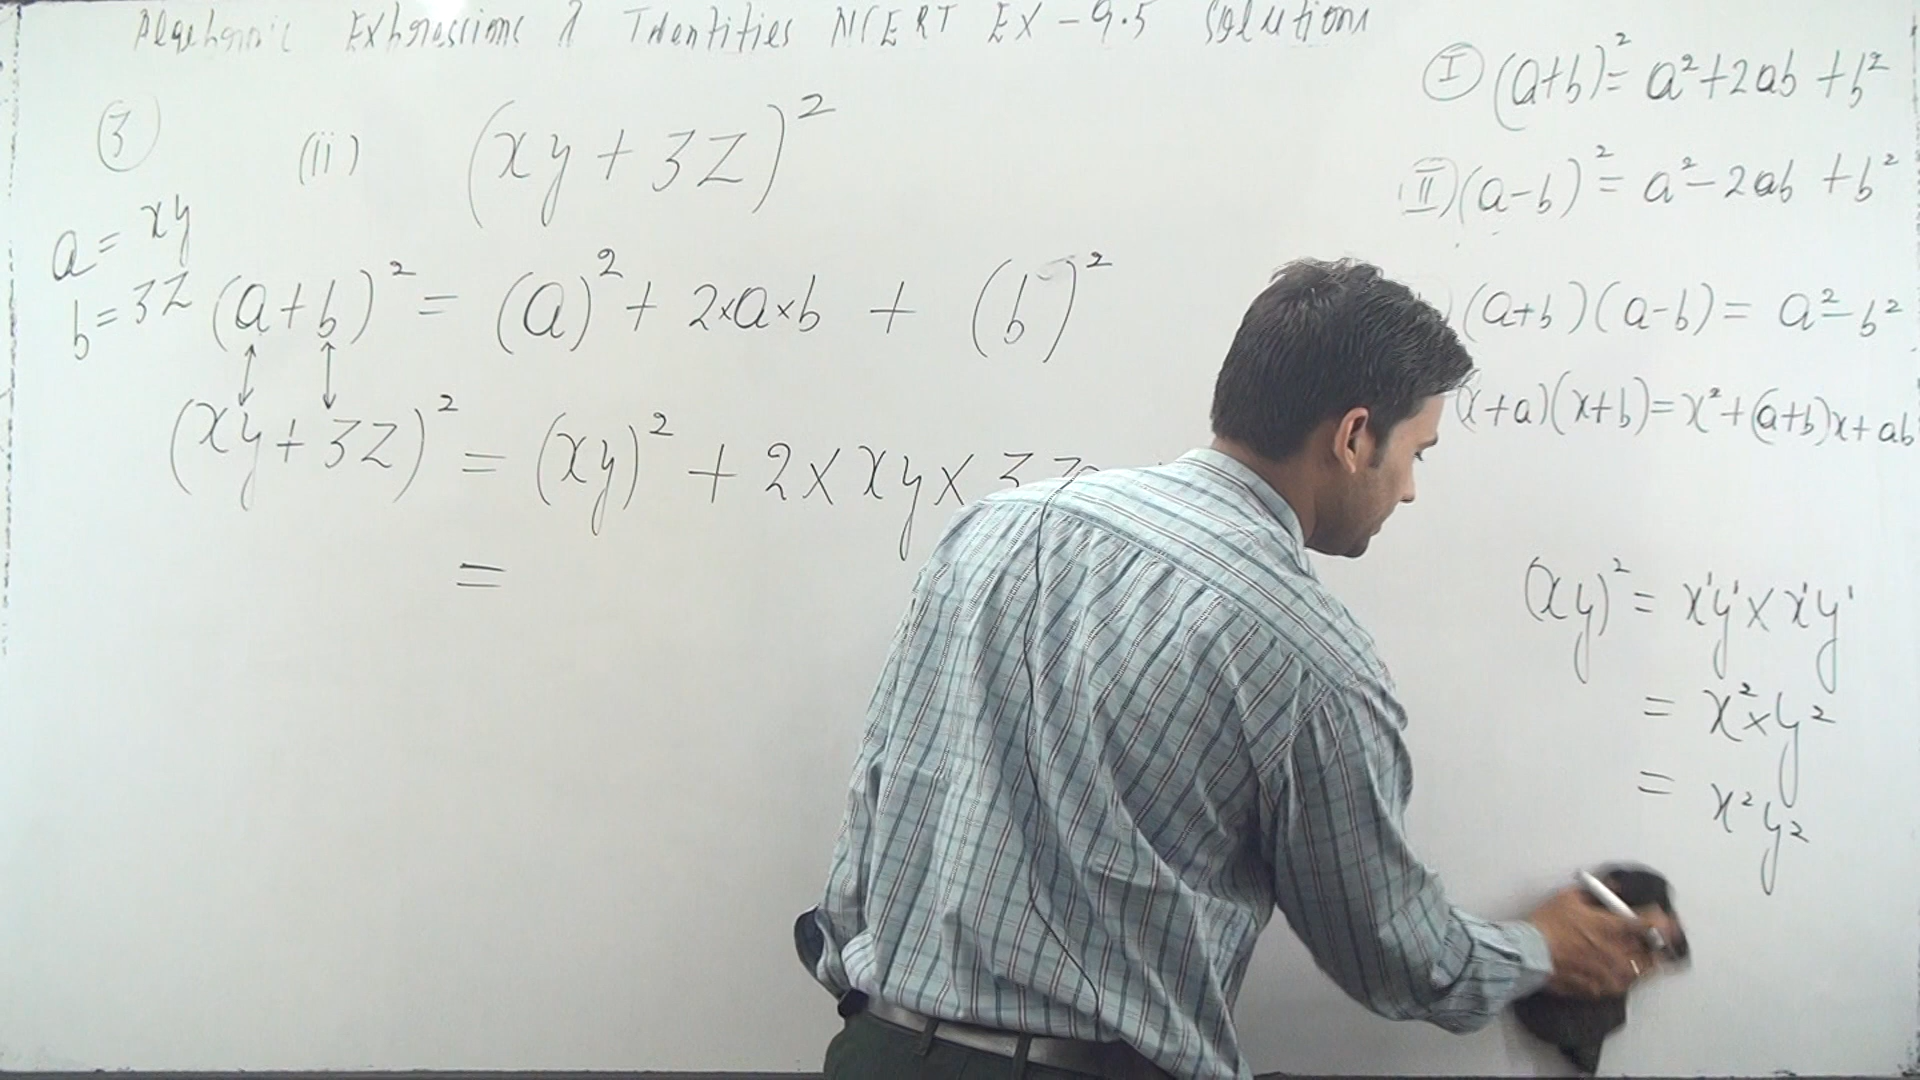 Algebraic Expressions & Identities NCERT EX-9.5 Solutions
③ (ii) (xy + 3Z)²
a = xy
b = 3Z
(a+b)² = (a)² + 2×a×b + (b)²
(xy+3Z)² = (xy)² + 2×xy×3Z
=
Ⅰ (a+b)² = a²+2ab+b²
Ⅱ (a-b)² = a²-2ab+b²
(a+b)(a-b) = a²-b²
(x+a)(x+b)=x²+(a+b)x+ab
(xy)² = x¹y¹×x¹y¹
= x²×y²
= x²y²